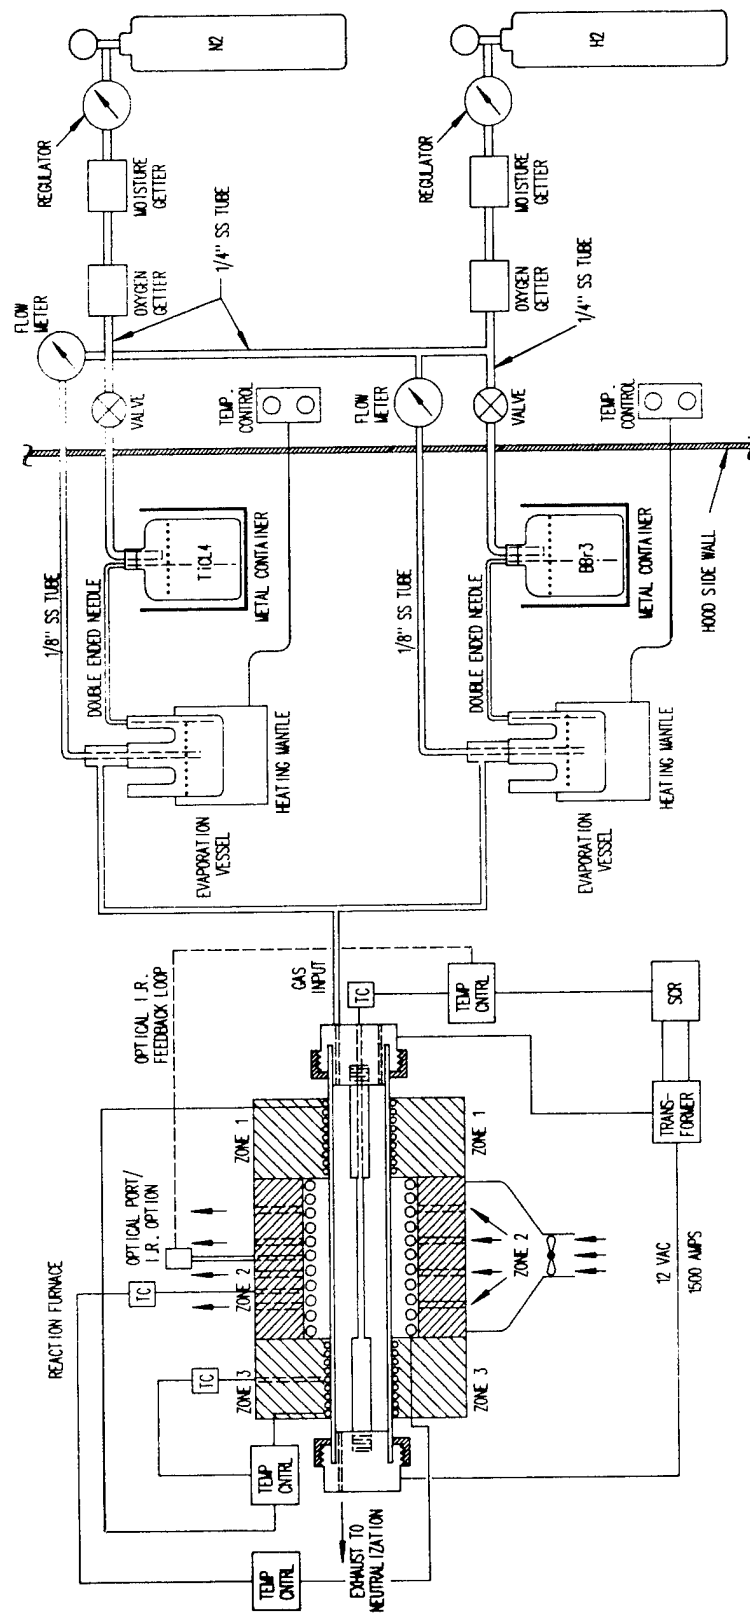 REACTION FURNACE
OPTICAL PORT/
I.R. OPTION
OPTICAL I.R.
FEEDBACK LOOP
TC
TC
ZONE 3
ZONE 2
ZONE 1
TEMP
CNTRL
TEMP
CNTRL
EXHAUST TO
NEUTRALIZATION
ZONE 3
ZONE 2
ZONE 1
GAS
INPUT
TC
TEMP
CNTRL
SCR
TRANS-
FORMER
12 VAC
1500 AMPS
EVAPORATION
VESSEL
HEATING MANTLE
DOUBLE ENDED NEEDLE
1/8" SS TUBE
TiCL4
METAL CONTAINER
TEMP.
CONTROL
VALVE
FLOW
METER
1/4" SS TUBE
OXYGEN
GETTER
MOISTURE
GETTER
REGULATOR
N2
EVAPORATION
VESSEL
HEATING MANTLE
DOUBLE ENDED NEEDLE
1/8" SS TUBE
BBr3
METAL CONTAINER
HOOD SIDE WALL
TEMP.
CONTROL
VALVE
FLOW
METER
1/4" SS TUBE
OXYGEN
GETTER
MOISTURE
GETTER
REGULATOR
H2